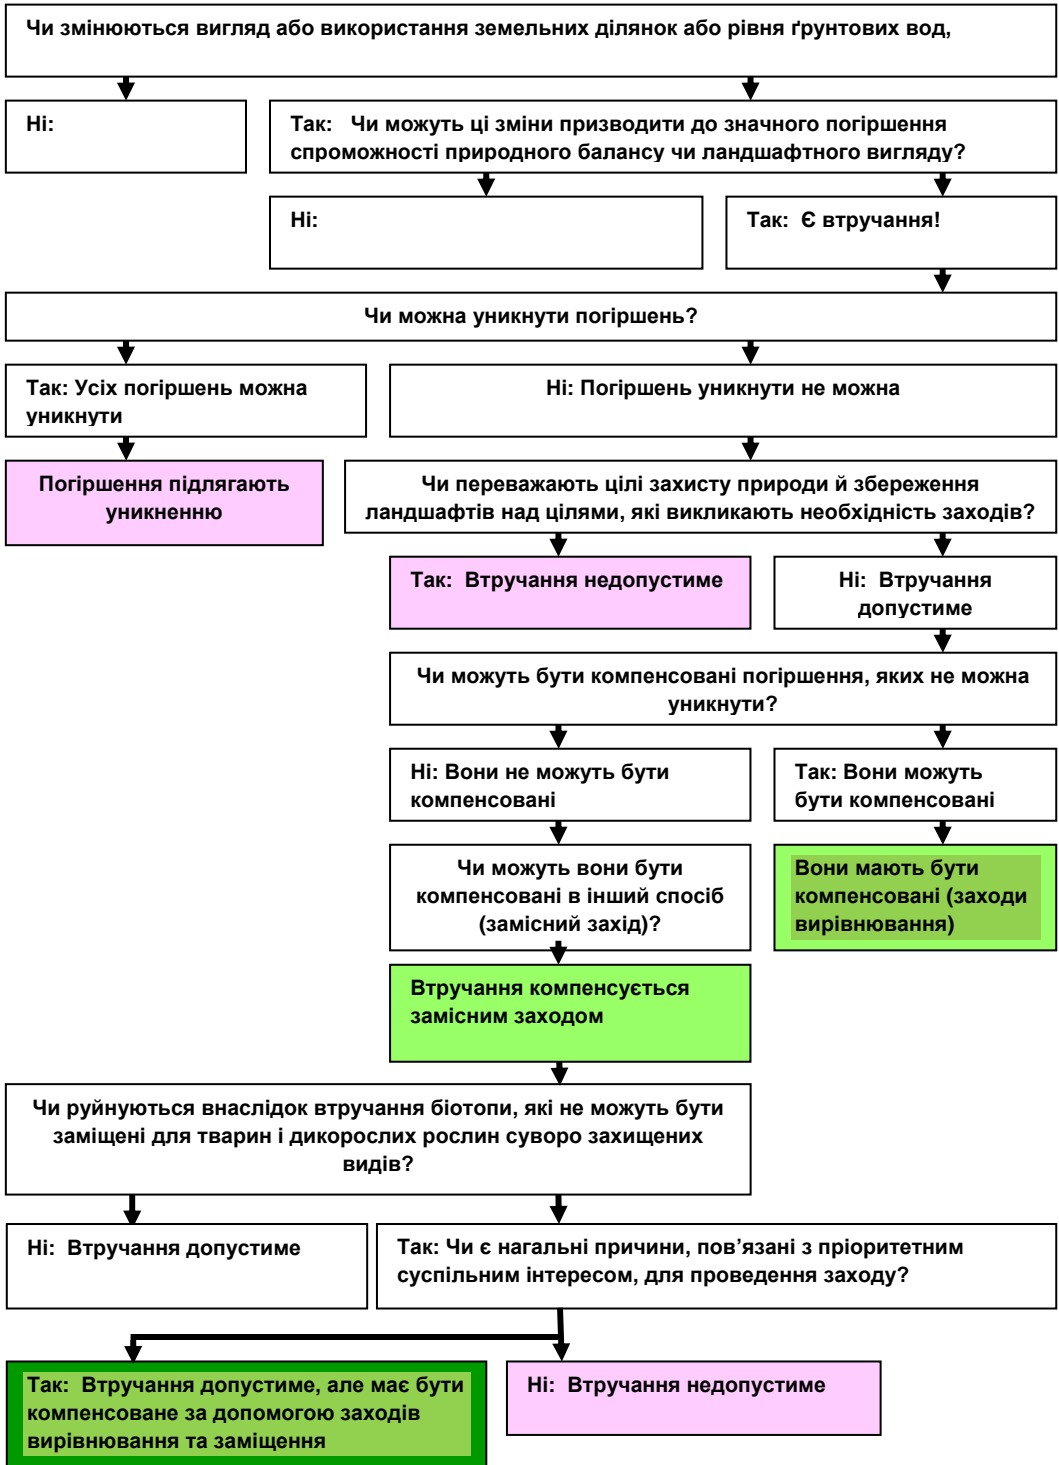 Чи змінюються вигляд або використання земельних ділянок або рівня ґрунтових вод,
Ні:
Так: Чи можуть ці зміни призводити до значного погіршення
спроможності природного балансу чи ландшафтного вигляду?
Ні:
Так: Є втручання!
Чи можна уникнути погіршень?
Так: Усіх погіршень можна
уникнути
Ні: Погіршень уникнути не можна
Погіршення підлягають
уникненню
Чи переважають цілі захисту природи й збереження
ландшафтів над цілями, які викликають необхідність заходів?
Так: Втручання недопустиме
Ні: Втручання
допустиме
Чи можуть бути компенсовані погіршення, яких не можна
уникнути?
Ні: Вони не можуть бути
компенсовані
Так: Вони можуть
бути компенсовані
Чи можуть вони бути
компенсовані в інший спосіб
(замісний захід)?
Вони мають бути
компенсовані (заходи
вирівнювання)
Втручання компенсується
замісним заходом
Чи руйнуються внаслідок втручання біотопи, які не можуть бути
заміщені для тварин і дикорослих рослин суворо захищених
видів?
Ні: Втручання допустиме
Так: Чи є нагальні причини, пов’язані з пріоритетним
суспільним інтересом, для проведення заходу?
Так: Втручання допустиме, але має бути
компенсоване за допомогою заходів
вирівнювання та заміщення
Ні: Втручання недопустиме